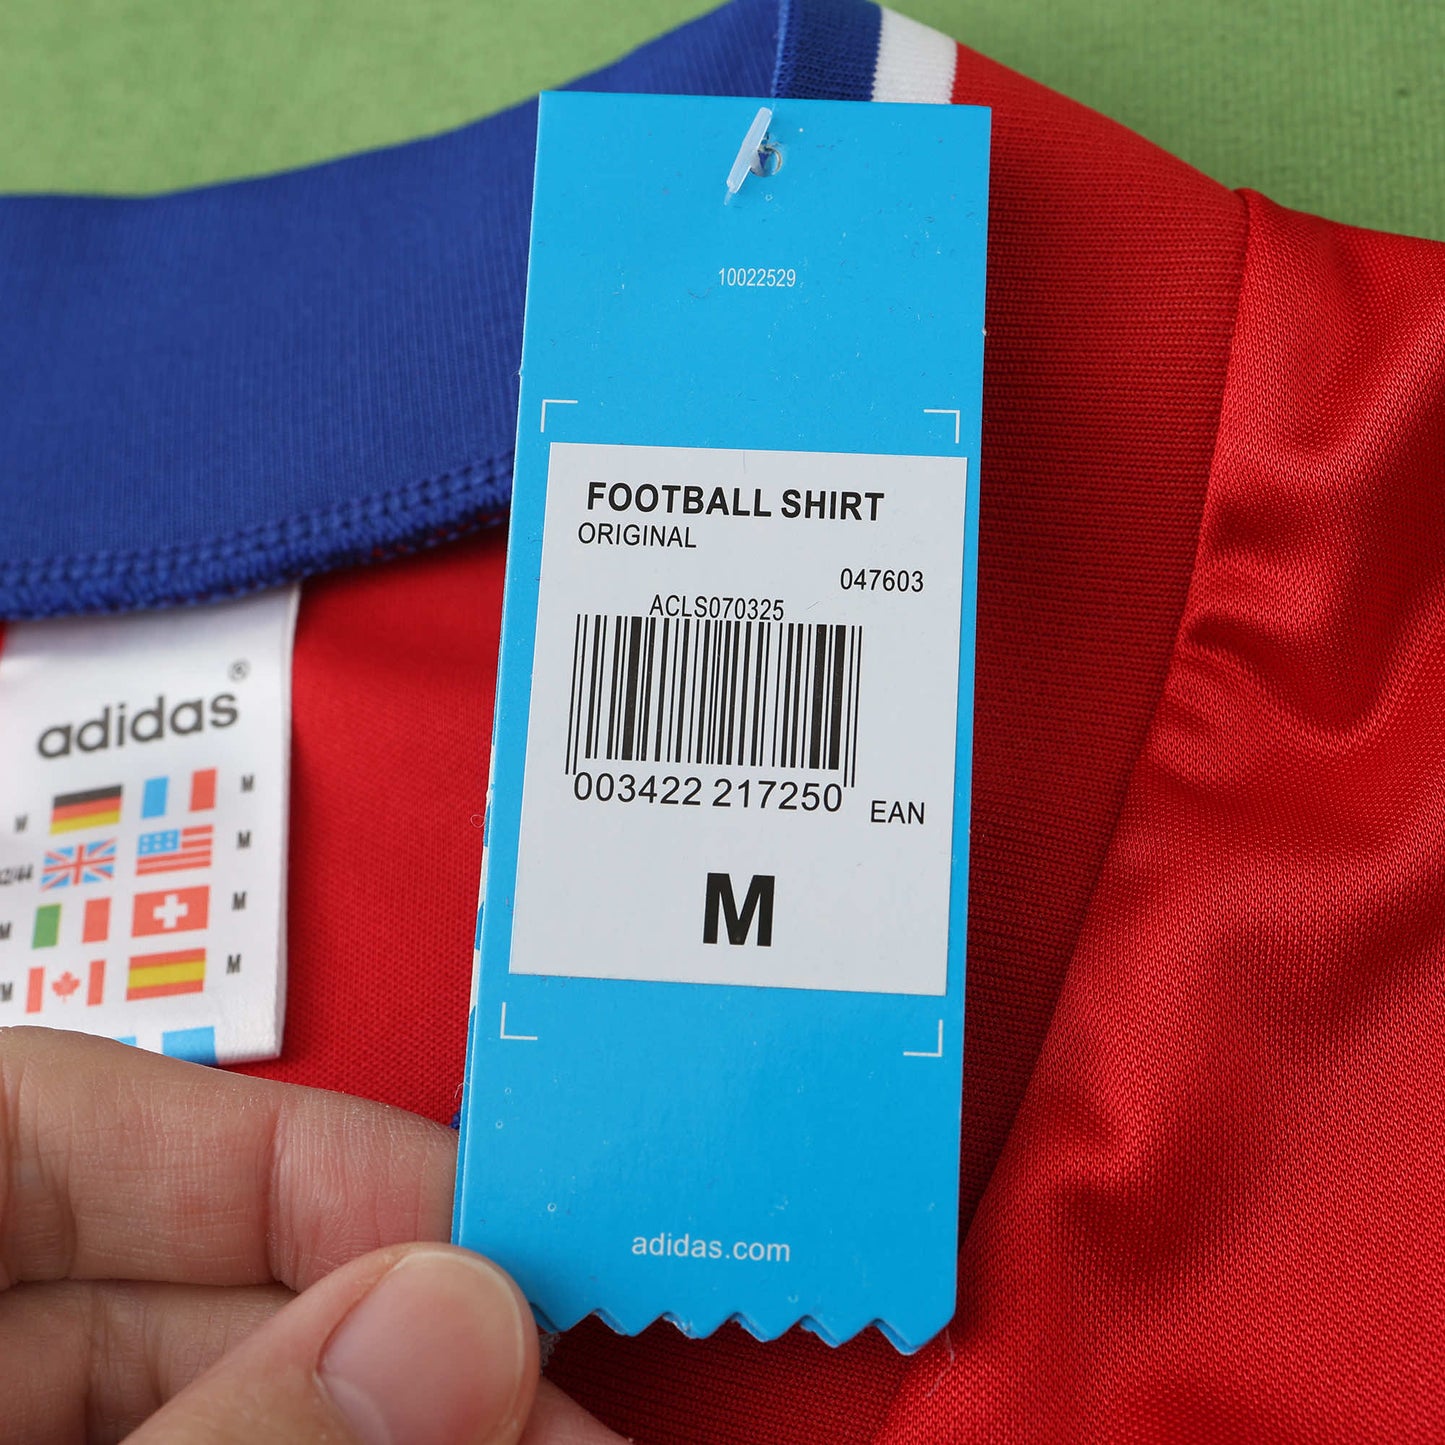 10022529
FOOTBALL SHIRT
ORIGINAL
047603
ACLS070325
003422 217250
EAN
M
adidas.com
adidas®
M
M
M
M
M
M
M